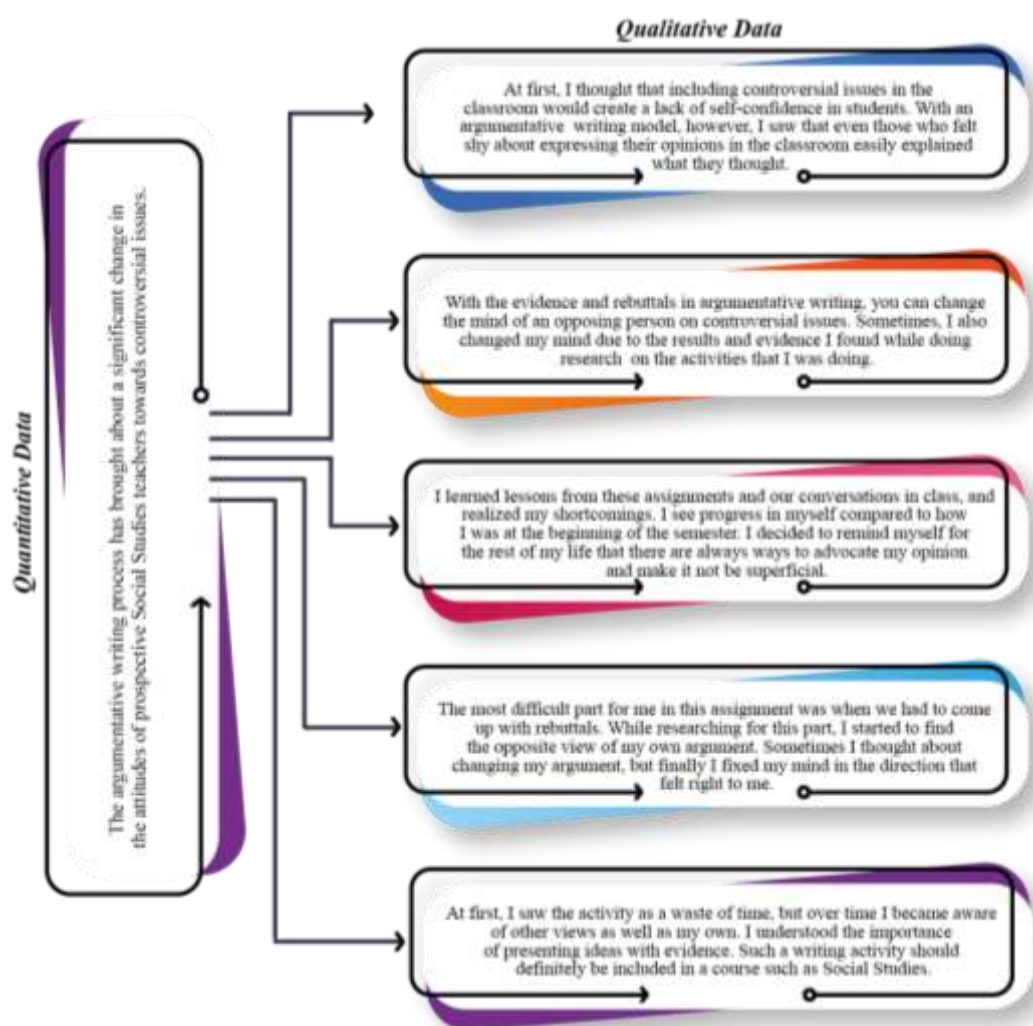 Qualitative Data
At first, I thought that including controversial issues in the
classroom would create a lack of self-confidence in students. With an
argumentative writing model, however, I saw that even those who felt
shy about expressing their opinions in the classroom easily explained
what they thought.
Quantitative Data
The argumentative writing process has brought about a significant change in
the attitudes of prospective Social Studies teachers towards controversial issues.
With the evidence and rebuttals in argumentative writing, you can change
the mind of an opposing person on controversial issues. Sometimes, I also
changed my mind due to the results and evidence I found while doing
research on the activities that I was doing.
I learned lessons from these assignments and our conversations in class, and
realized my shortcomings. I see progress in myself compared to how
I was at the beginning of the semester. I decided to remind myself for
the rest of my life that there are always ways to advocate my opinion
and make it not be superficial.
The most difficult part for me in this assignment was when we had to come
up with rebuttals. While researching for this part, I started to find
the opposite view of my own argument. Sometimes I thought about
changing my argument, but finally I fixed my mind in the direction that
felt right to me.
At first, I saw the activity as a waste of time, but over time I became aware
of other views as well as my own. I understood the importance
of presenting ideas with evidence. Such a writing activity should
definitely be included in a course such as Social Studies.